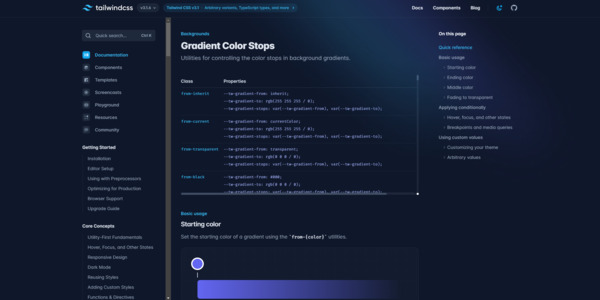 tailwindcss
Tailwind CSS v3.1
Arbitrary variants, TypeScript types, and more
Docs
Components
Blog
Quick search...
Ctrl K
Documentation
Components
Templates
Screencasts
Playground
Resources
Community
Getting Started
Installation
Editor Setup
Using with Preprocessors
Optimizing for Production
Browser Support
Upgrade Guide
Core Concepts
Utility-First Fundamentals
Hover, Focus, and Other States
Responsive Design
Dark Mode
Reusing Styles
Adding Custom Styles
Functions & Directives
Backgrounds
Gradient Color Stops
Utilities for controlling the color stops in background gradients.
Class Properties
from-inherit --tw-gradient-from: inherit;
--tw-gradient-to: rgb(255 255 255 / 0);
--tw-gradient-stops: var(--tw-gradient-from), var(--tw-gradient-to);
from-current --tw-gradient-from: currentColor;
--tw-gradient-to: rgb(255 255 255 / 0);
--tw-gradient-stops: var(--tw-gradient-from), var(--tw-gradient-to);
from-transparent --tw-gradient-from: transparent;
--tw-gradient-to: rgb(0 0 0 / 0);
--tw-gradient-stops: var(--tw-gradient-from), var(--tw-gradient-to);
from-black --tw-gradient-from: #000;
--tw-gradient-to: rgb(0 0 0 / 0);
--tw-gradient-stops: var(--tw-gradient-from), var(--tw-gradient-to);
Basic usage
Starting color
Set the starting color of a gradient using the `from-{color}` utilities.
On this page
Quick reference
Basic usage
Starting color
Ending color
Middle color
Fading to transparent
Applying conditionally
Hover, focus, and other states
Breakpoints and media queries
Using custom values
Customizing your theme
Arbitrary values